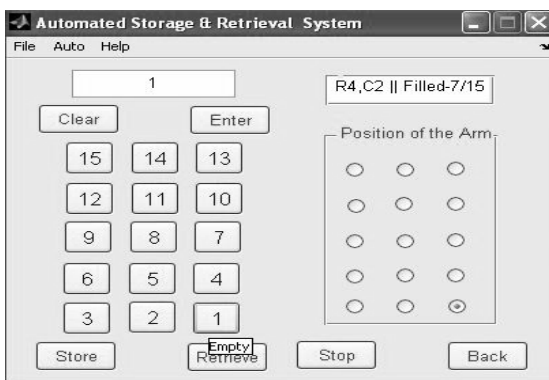 Automated Storage & Retrieval System
File Auto Help
1
R4,C2 || Filled-7/15
Clear Enter
Position of the Arm
15 14 13
12 11 10
9 8 7
6 5 4
3 2 1
Empty
Store Retrieve Stop Back